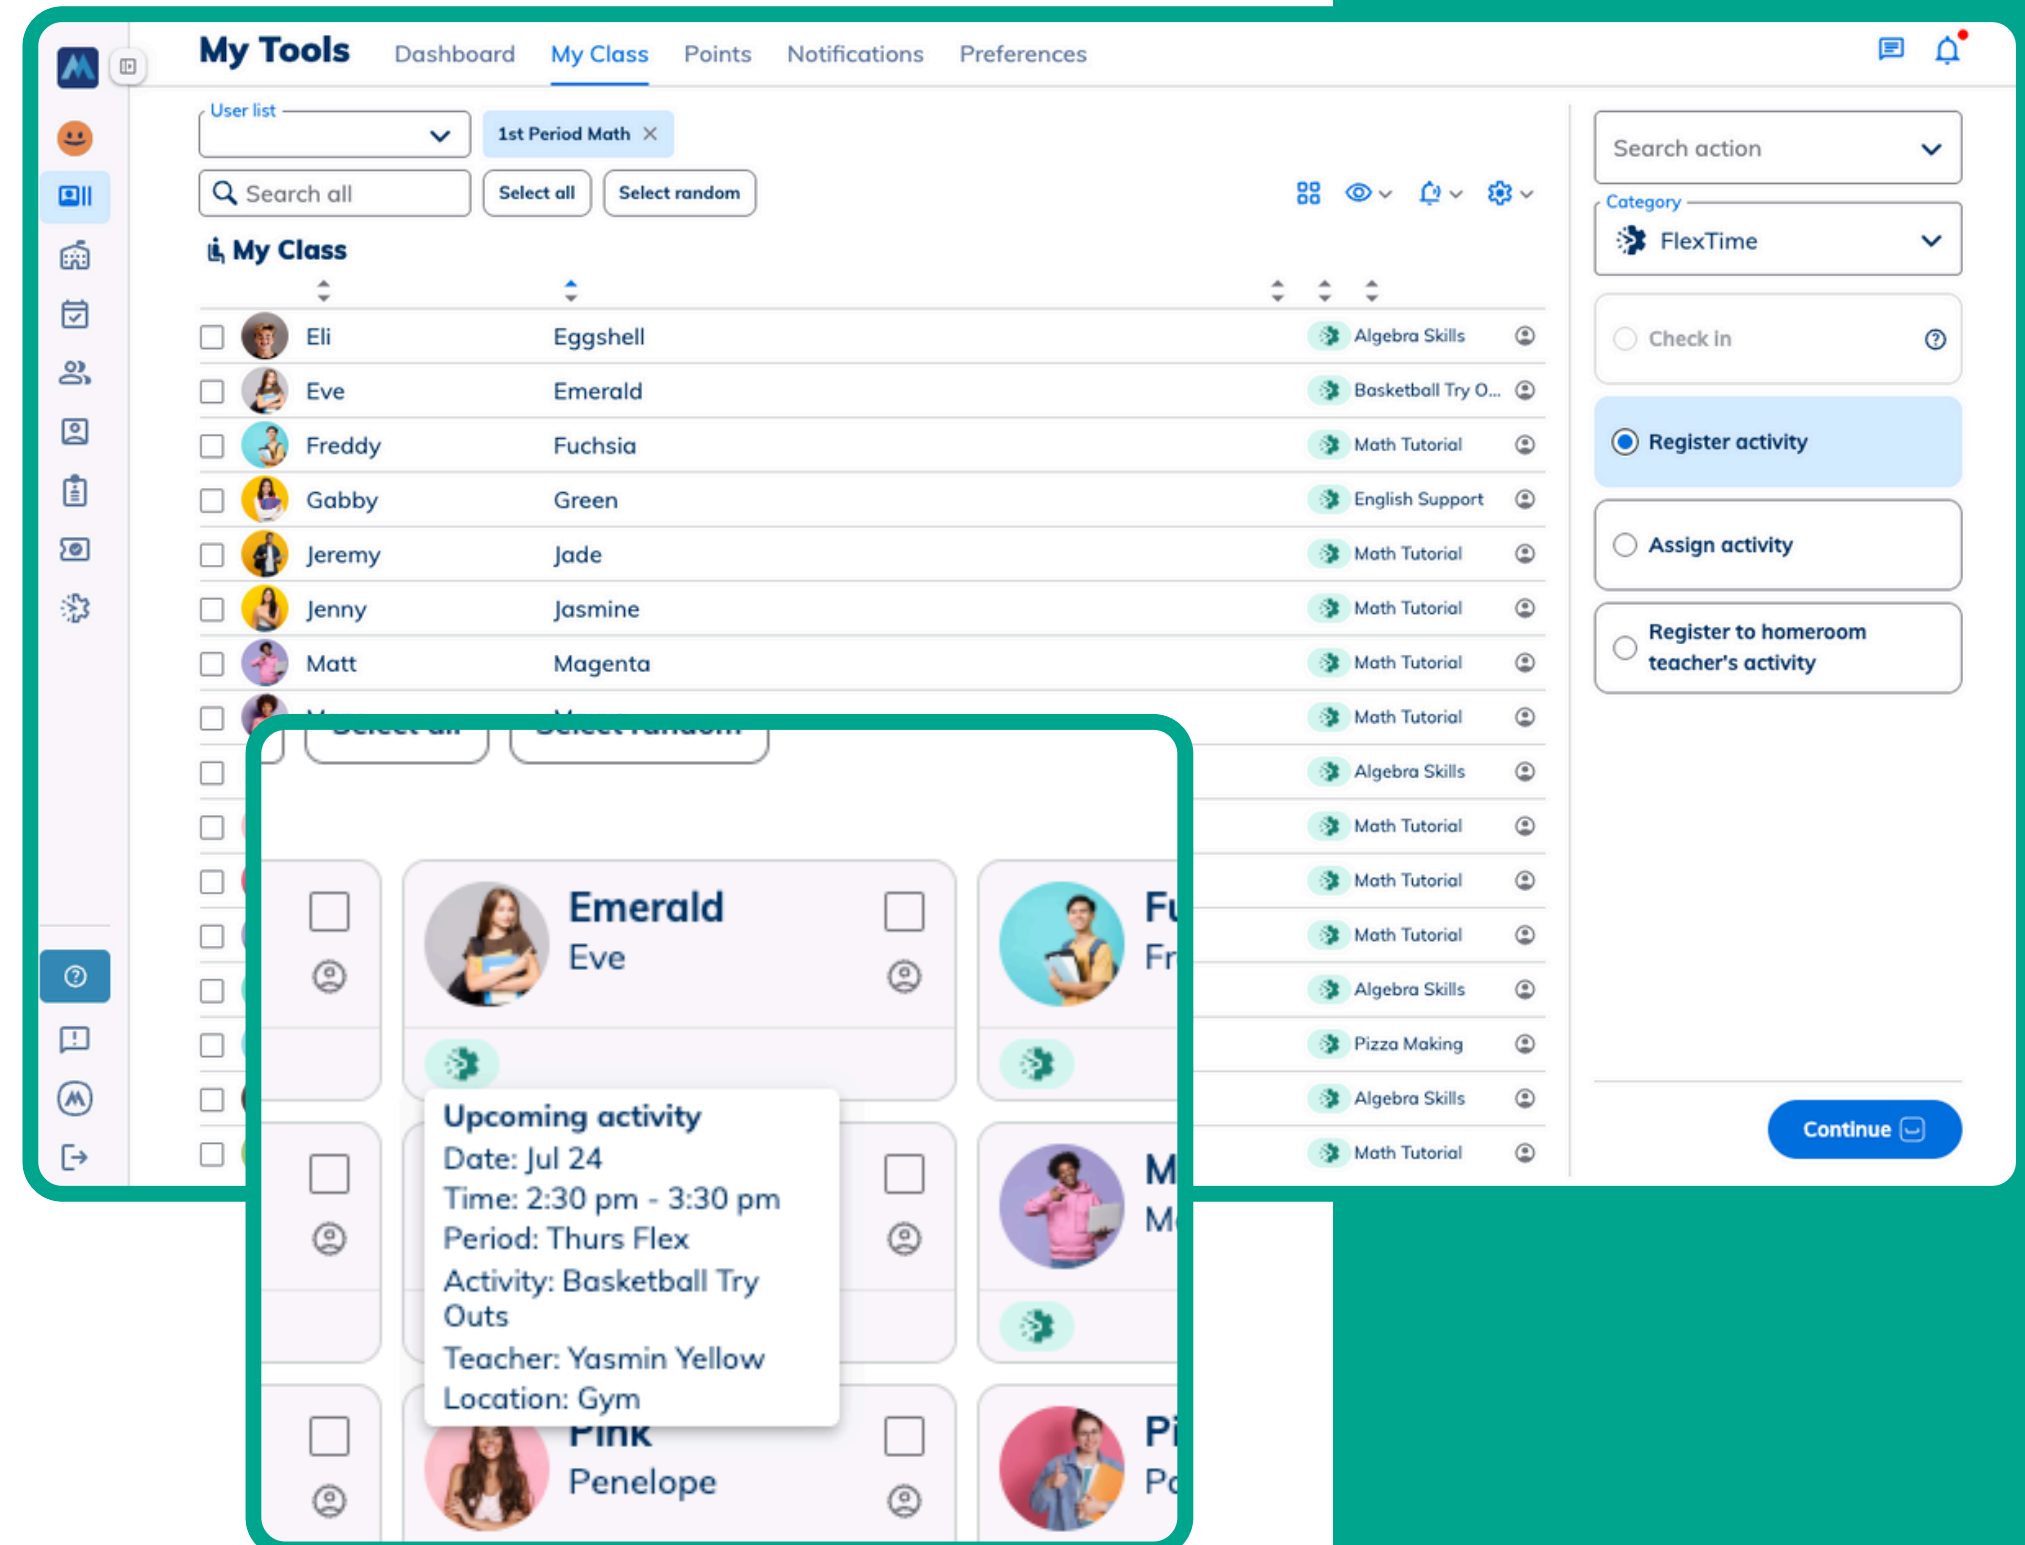 My Tools
Dashboard
My Class
Points
Notifications
Preferences
User list
1st Period Math
Search all
Select all
Select random
My Class
Eli Eggshell Algebra Skills
Eve Emerald Basketball Try O...
Freddy Fuchsia Math Tutorial
Gabby Green English Support
Jeremy Jade Math Tutorial
Jenny Jasmine Math Tutorial
Matt Magenta Math Tutorial
Math Tutorial
Algebra Skills
Math Tutorial
Math Tutorial
Math Tutorial
Algebra Skills
Pizza Making
Algebra Skills
Math Tutorial
Search action
Category
FlexTime
Check in
Register activity
Assign activity
Register to homeroom
teacher's activity
Continue
Select all
Select random
Emerald
Eve
Upcoming activity
Date: Jul 24
Time: 2:30 pm - 3:30 pm
Period: Thurs Flex
Activity: Basketball Try
Outs
Teacher: Yasmin Yellow
Location: Gym
Pink
Penelope